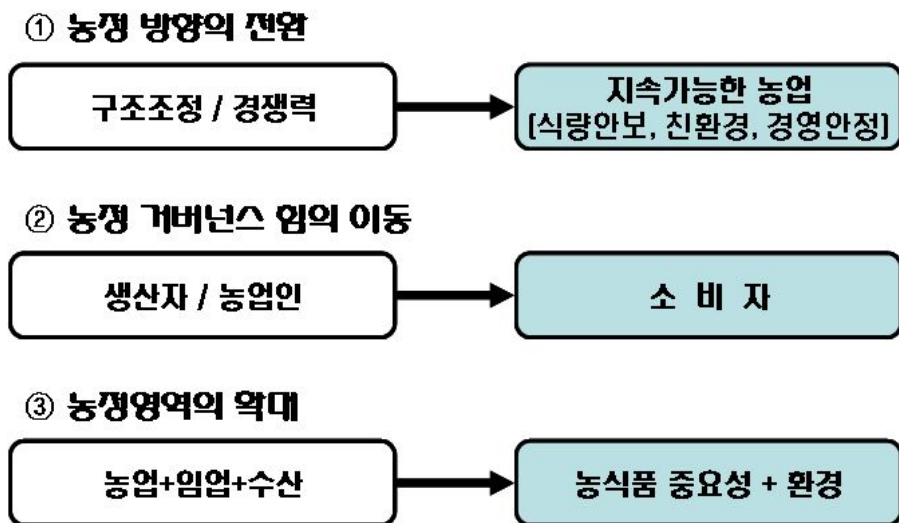 ① 농정 방향의 전환
구조조정 / 경쟁력
지속가능한 농업
[식량안보, 친환경, 경영안정]
② 농정 거버넌스 힘의 이동
생산자 / 농업인
소 비 자
③ 농정영역의 확대
농업+임업+수산
농식품 중요성 + 환경